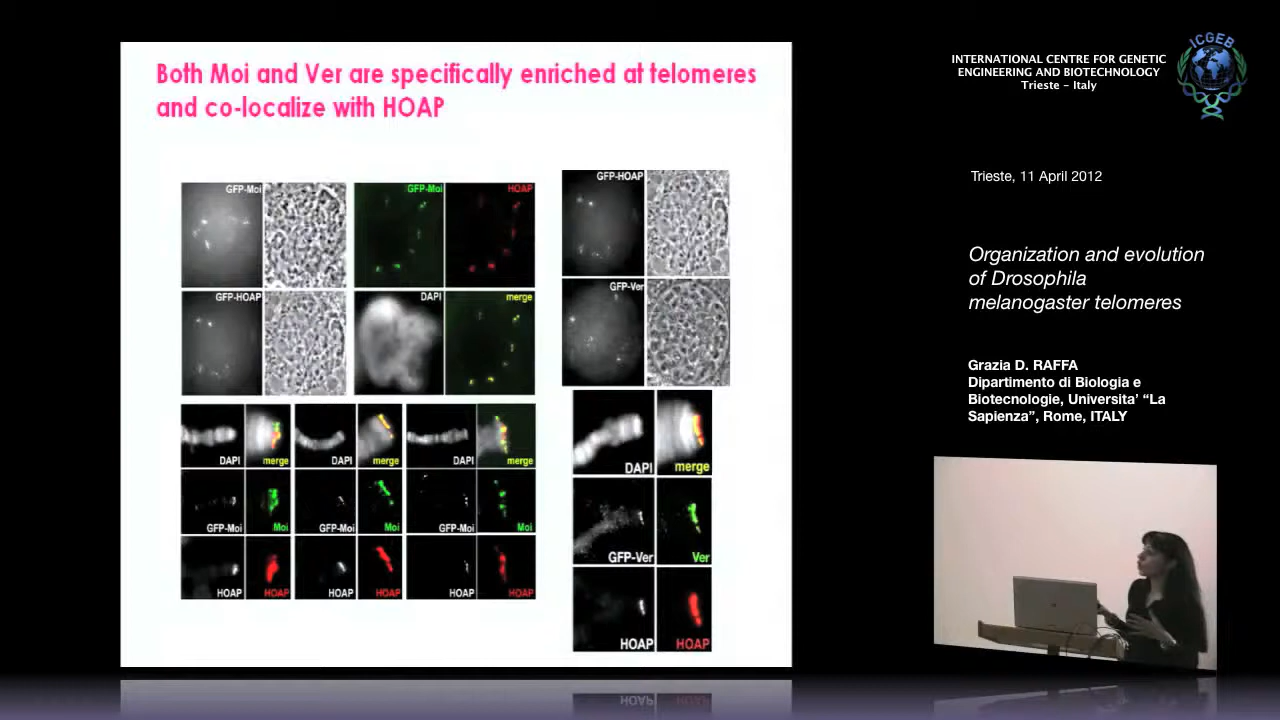 Both Moi and Ver are specifically enriched at telomeres
and co-localize with HOAP
GFP-Moi
GFP-Moi
HOAP
GFP-HOAP
DAPI
merge
DAPI
merge
DAPI
merge
DAPI
merge
GFP-Moi
Moi
GFP-Moi
Moi
GFP-Moi
Moi
HOAP
HOAP
HOAP
HOAP
HOAP
HOAP
GFP-HOAP
GFP-Ver
DAPI
merge
GFP-Ver
Ver
HOAP
HOAP
INTERNATIONAL CENTRE FOR GENETIC
ENGINEERING AND BIOTECHNOLOGY
Trieste - Italy
ICGEB
Trieste, 11 April 2012
Organization and evolution
of Drosophila
melanogaster telomeres
Grazia D. RAFFA
Dipartimento di Biologia e
Biotecnologie, Universita’ “La
Sapienza”, Rome, ITALY